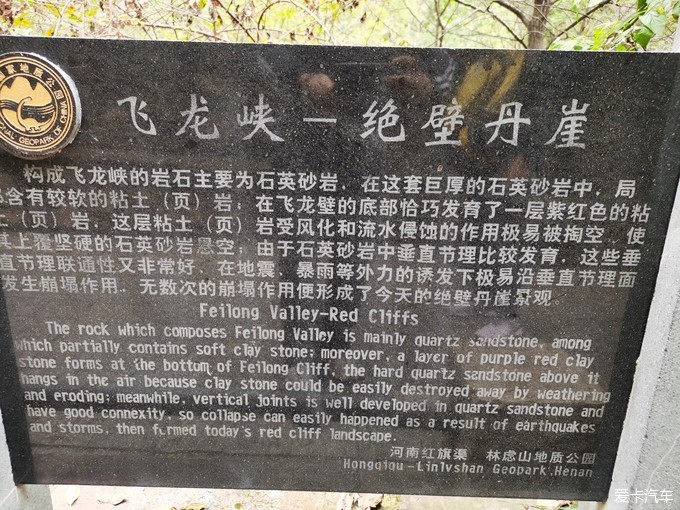 国家地质公园
NAL GEOPARK OF CHINA
飞龙峡—绝壁丹崖
构成飞龙峡的岩石主要为石英砂岩，在这套巨厚的石英砂岩中，局
含有较软的粘土（页）岩，在飞龙壁的底部恰巧发育了一层紫红色的粘
土（页）岩，这层粘土（页）岩受风化和流水侵蚀的作用极易被掏空，使
其上覆坚硬的石英砂岩悬空；由于石英砂岩中垂直节理比较发育，这些垂
直节理联通性又非常好，在地震、暴雨等外力的诱发下极易沿垂直节理面
发生崩塌作用，无数次的崩塌作用便形成了今天的绝壁丹崖景观。
Feilong Valley-Red Cliffs
The rock which composes Feilong Valley is mainly quartz sandstone, among
which partially contains soft clay stone; moreover, a layer of purple red clay
stone forms at the bottom of Feilong Cliff, the hard quartz sandstone above it
hangs in the air because clay stone could be easily destroyed away by weathering
and eroding; meanwhile, vertical joints is well developed in quartz sandstone and
have good connexity, so collapse can easily happened as a result of earthquakes
and storms, then formed today's red cliff landscape.
河南红旗渠 林虑山地质公园
Hongqiqu-Linlvshan Geopark,Henan
爱卡汽车